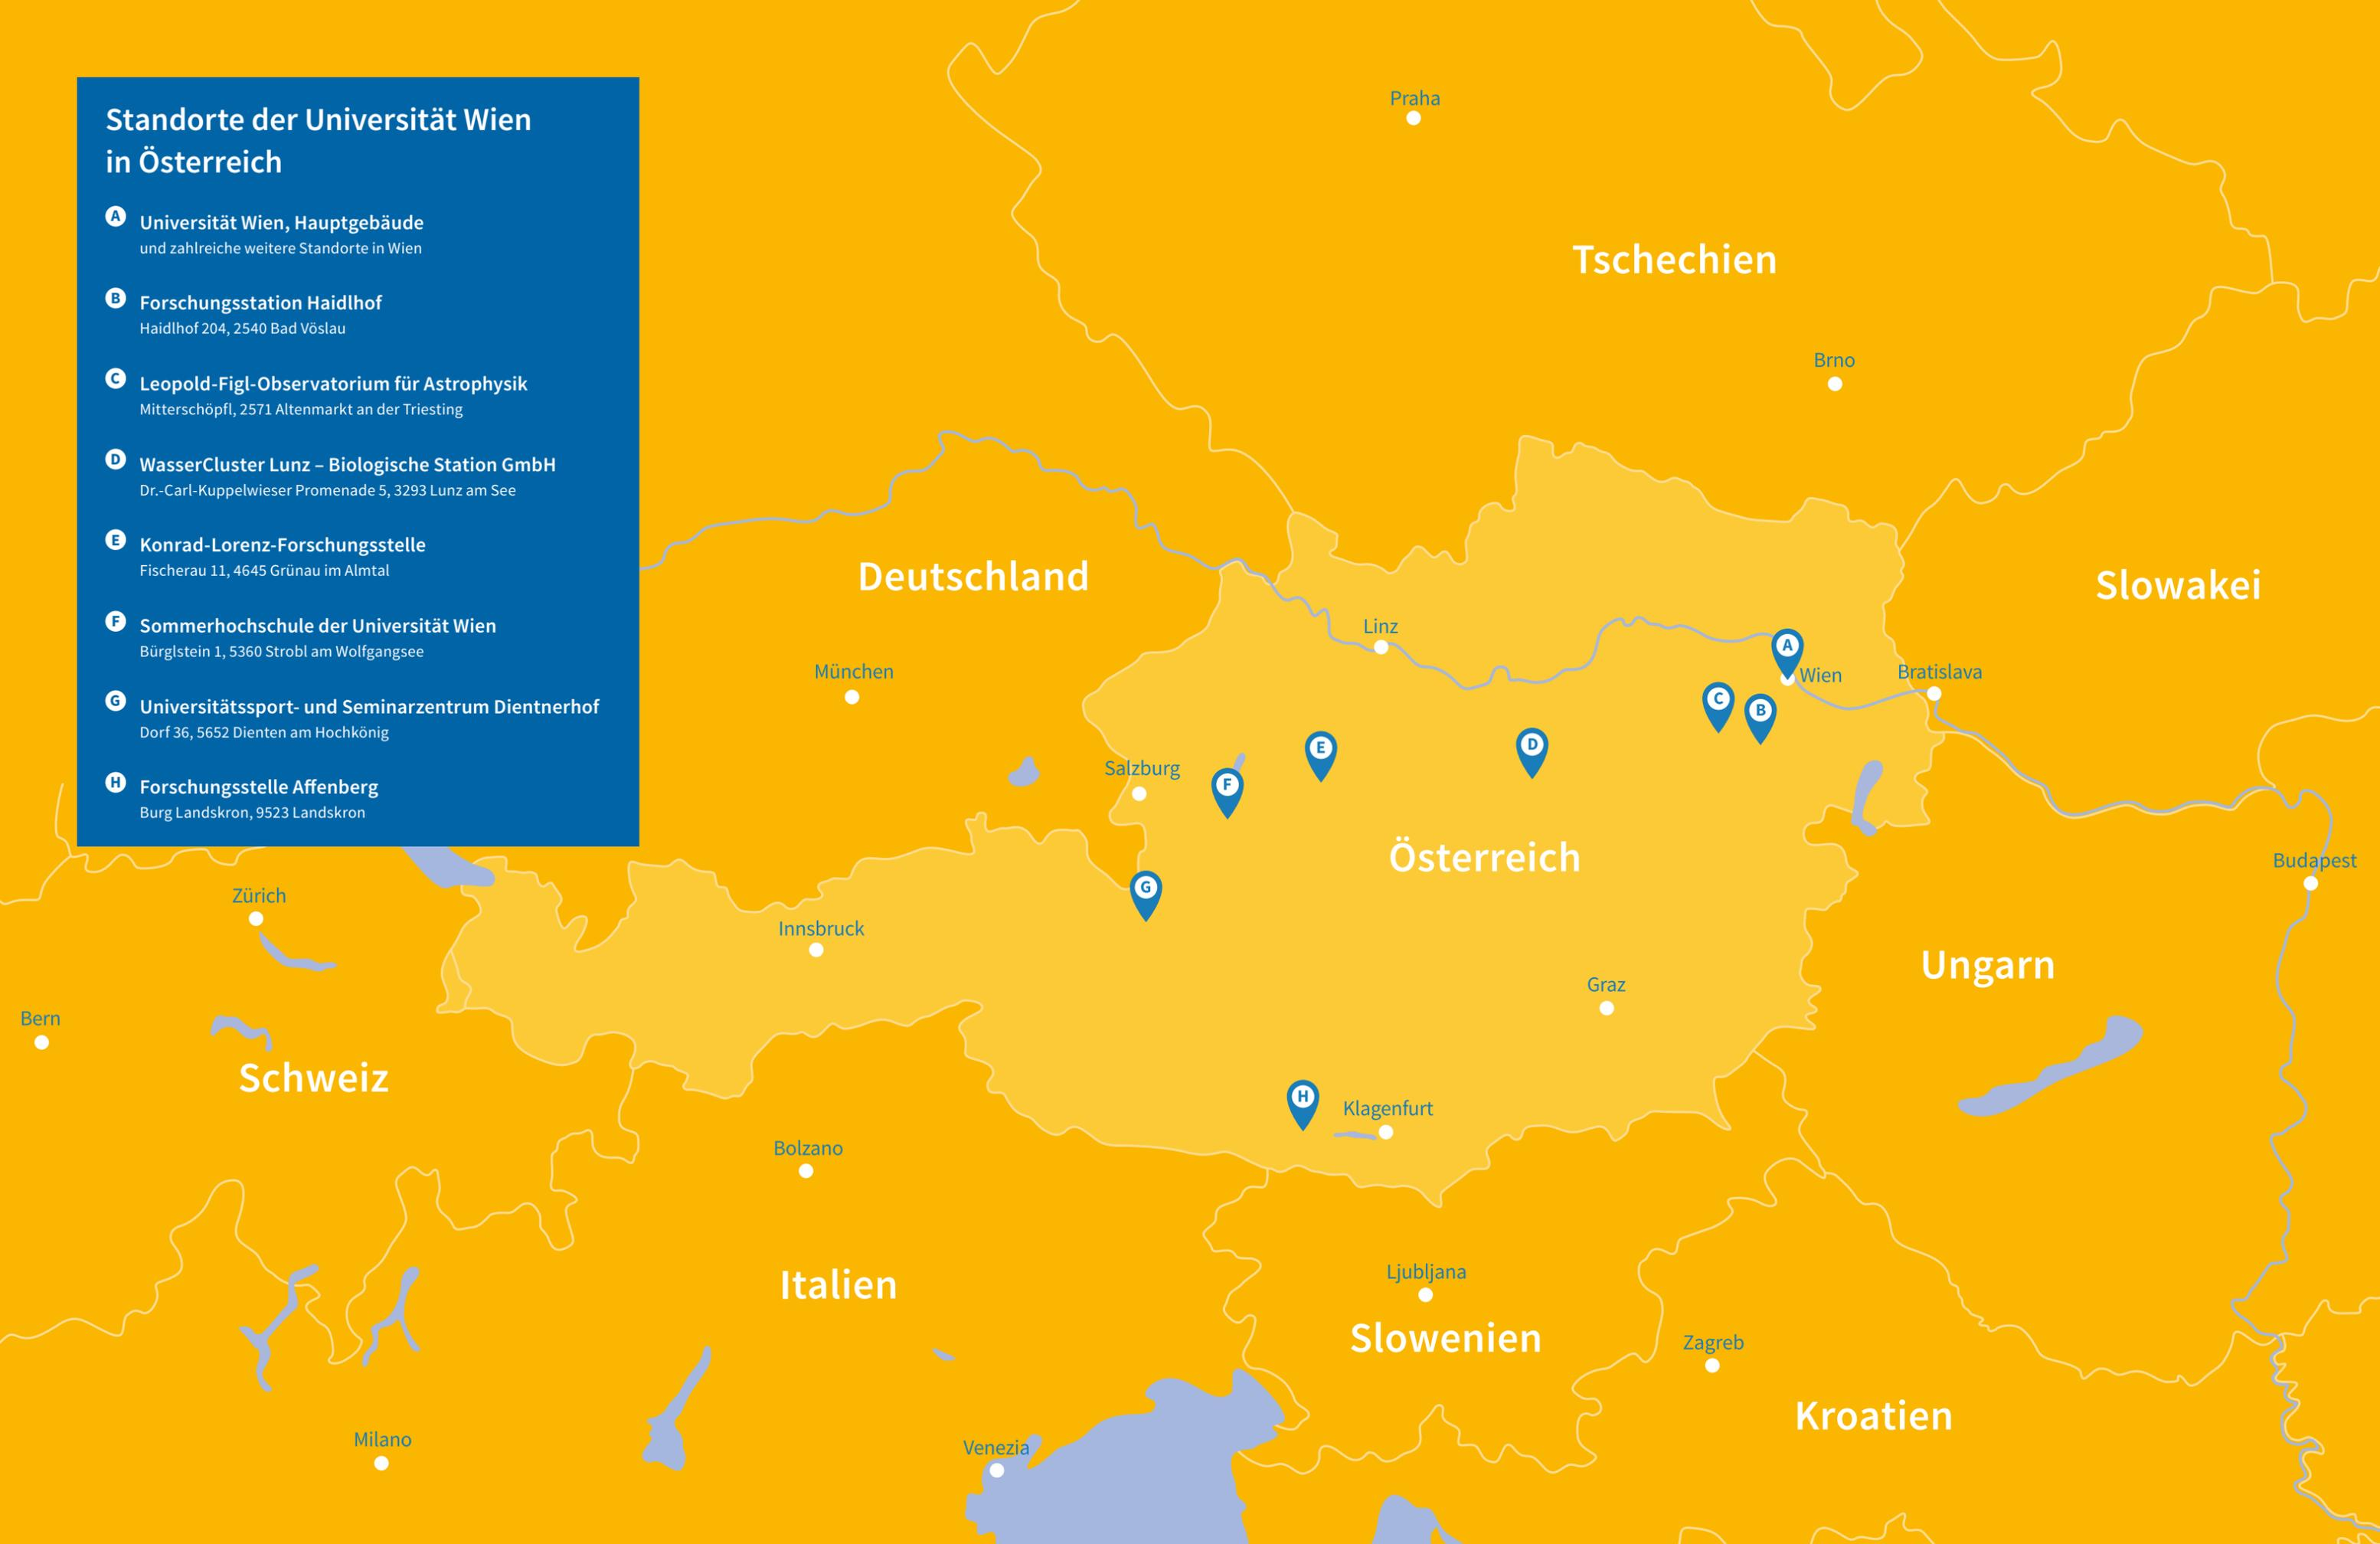 Standorte der Universität Wien
in Österreich
A Universität Wien, Hauptgebäude
und zahlreiche weitere Standorte in Wien
B Forschungsstation Haidlhof
Haidlhof 204, 2540 Bad Vöslau
C Leopold-Figl-Observatorium für Astrophysik
Mitterschöpfl, 2571 Altenmarkt an der Triesting
D WasserCluster Lunz – Biologische Station GmbH
Dr.-Carl-Kuppelwieser Promenade 5, 3293 Lunz am See
E Konrad-Lorenz-Forschungsstelle
Fischerau 11, 4645 Grünau im Almtal
F Sommerhochschule der Universität Wien
Bürglstein 1, 5360 Strobl am Wolfgangsee
G Universitätssport- und Seminarzentrum Dientnerhof
Dorf 36, 5652 Dienten am Hochkönig
H Forschungsstelle Affenberg
Burg Landskron, 9523 Landskron
Praha
Tschechien
Brno
Deutschland
Slowakei
Linz
A
München
Wien
Bratislava
C
B
E
D
Salzburg
F
Österreich
Budapest
G
Zürich
Innsbruck
Ungarn
Graz
Bern
Schweiz
H
Klagenfurt
Bolzano
Ljubljana
Italien
Slowenien
Zagreb
Kroatien
Milano
Venezia